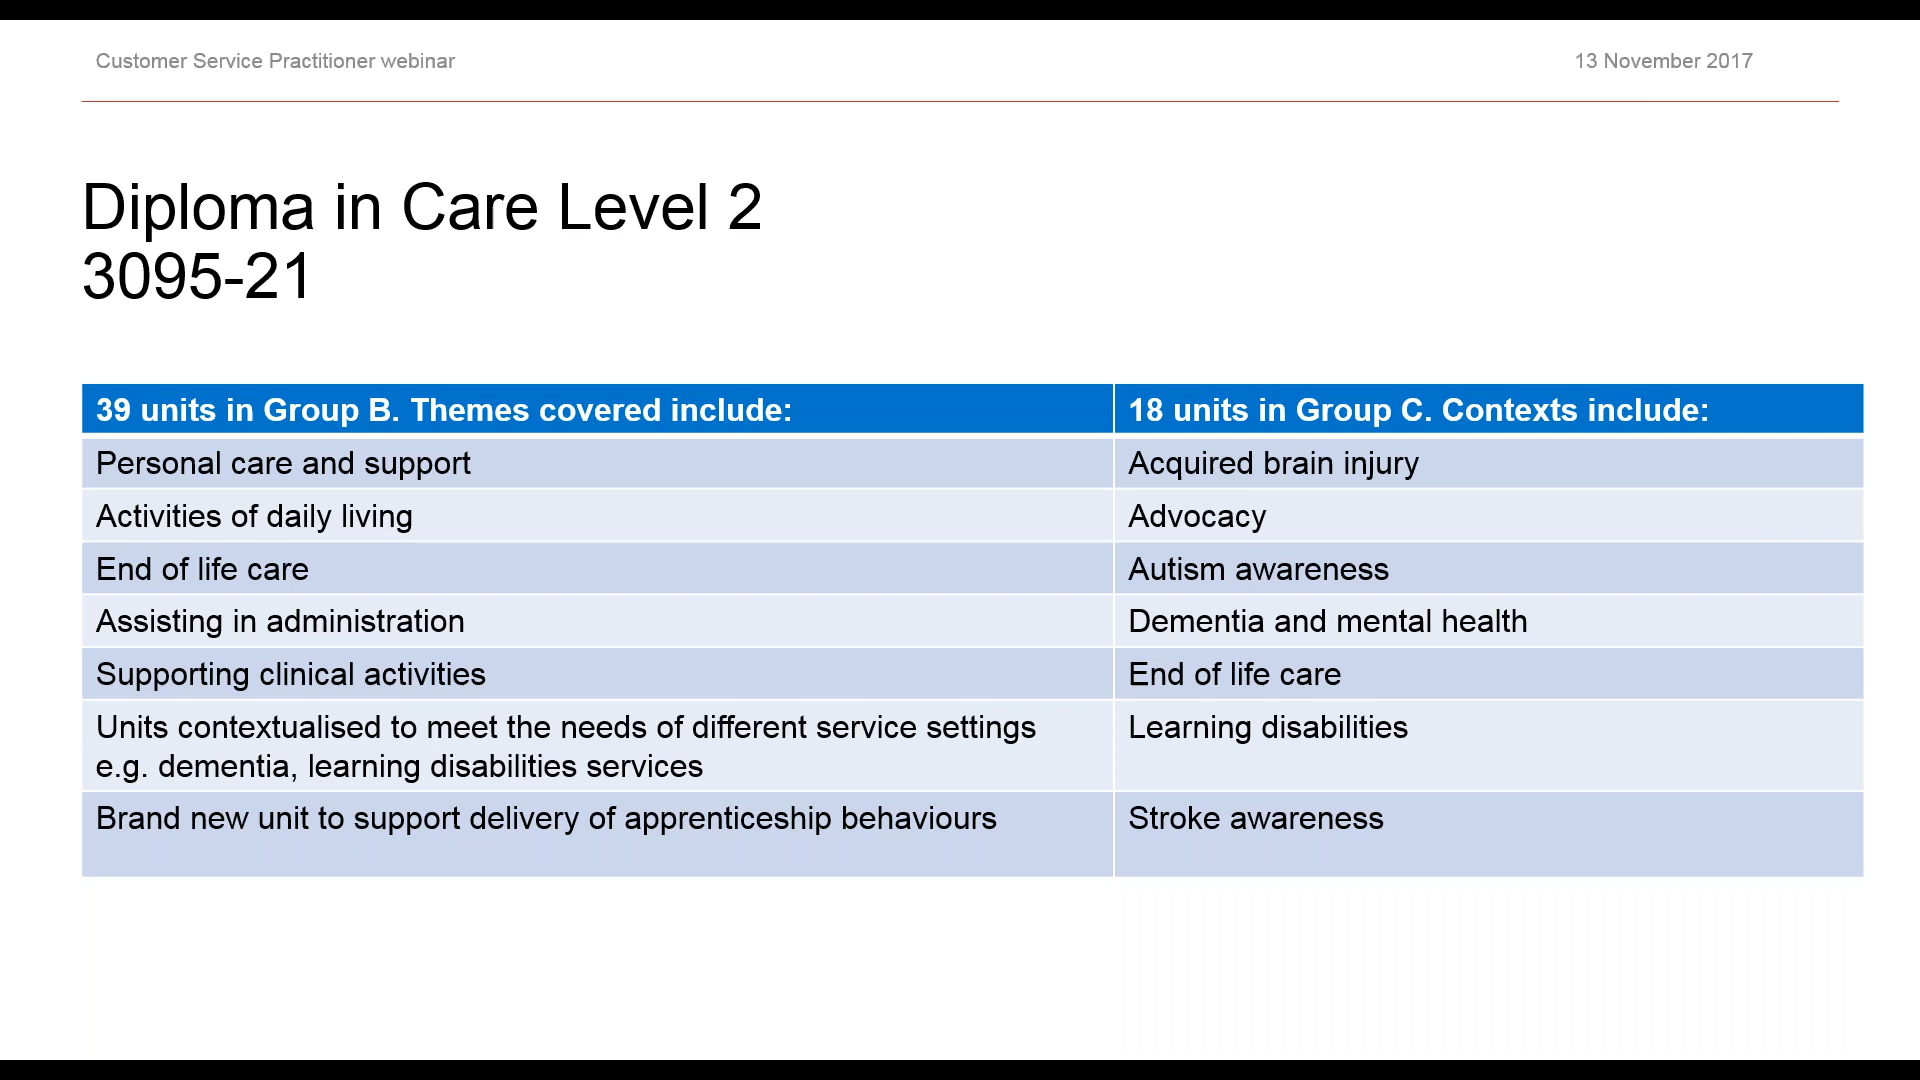 Customer Service Practitioner webinar
13 November 2017
Diploma in Care Level 2
3095-21
39 units in Group B. Themes covered include:
18 units in Group C. Contexts include:
Personal care and support
Acquired brain injury
Activities of daily living
Advocacy
End of life care
Autism awareness
Assisting in administration
Dementia and mental health
Supporting clinical activities
End of life care
Units contextualised to meet the needs of different service settings
e.g. dementia, learning disabilities services
Learning disabilities
Brand new unit to support delivery of apprenticeship behaviours
Stroke awareness